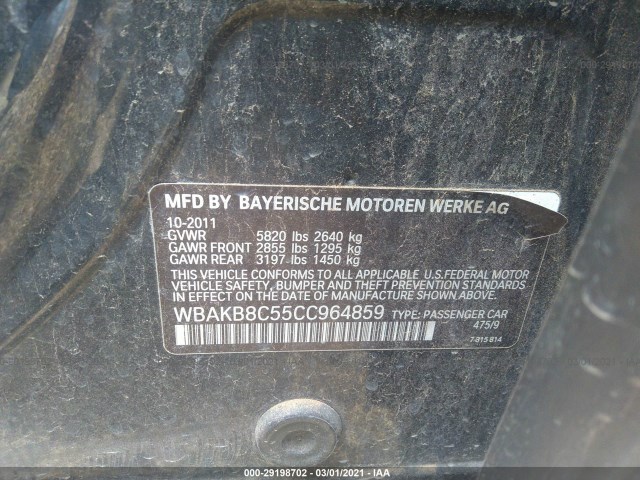 MFD BY BAYERISCHE MOTOREN WERKE AG
10-2011
GVWR 5820 lbs 2640 kg
GAWR FRONT 2855 lbs 1295 kg
GAWR REAR 3197 lbs 1450 kg
THIS VEHICLE CONFORMS TO ALL APPLICABLE U.S.FEDERAL MOTOR
VEHICLE SAFETY, BUMPER AND THEFT PREVENTION STANDARDS
IN EFFECT ON THE DATE OF MANUFACTURE SHOWN ABOVE.
WBAKB8C55CC964859 TYPE: PASSENGER CAR
475/9
7 015 814
000-29198702 — 03/01/2021 — IAA